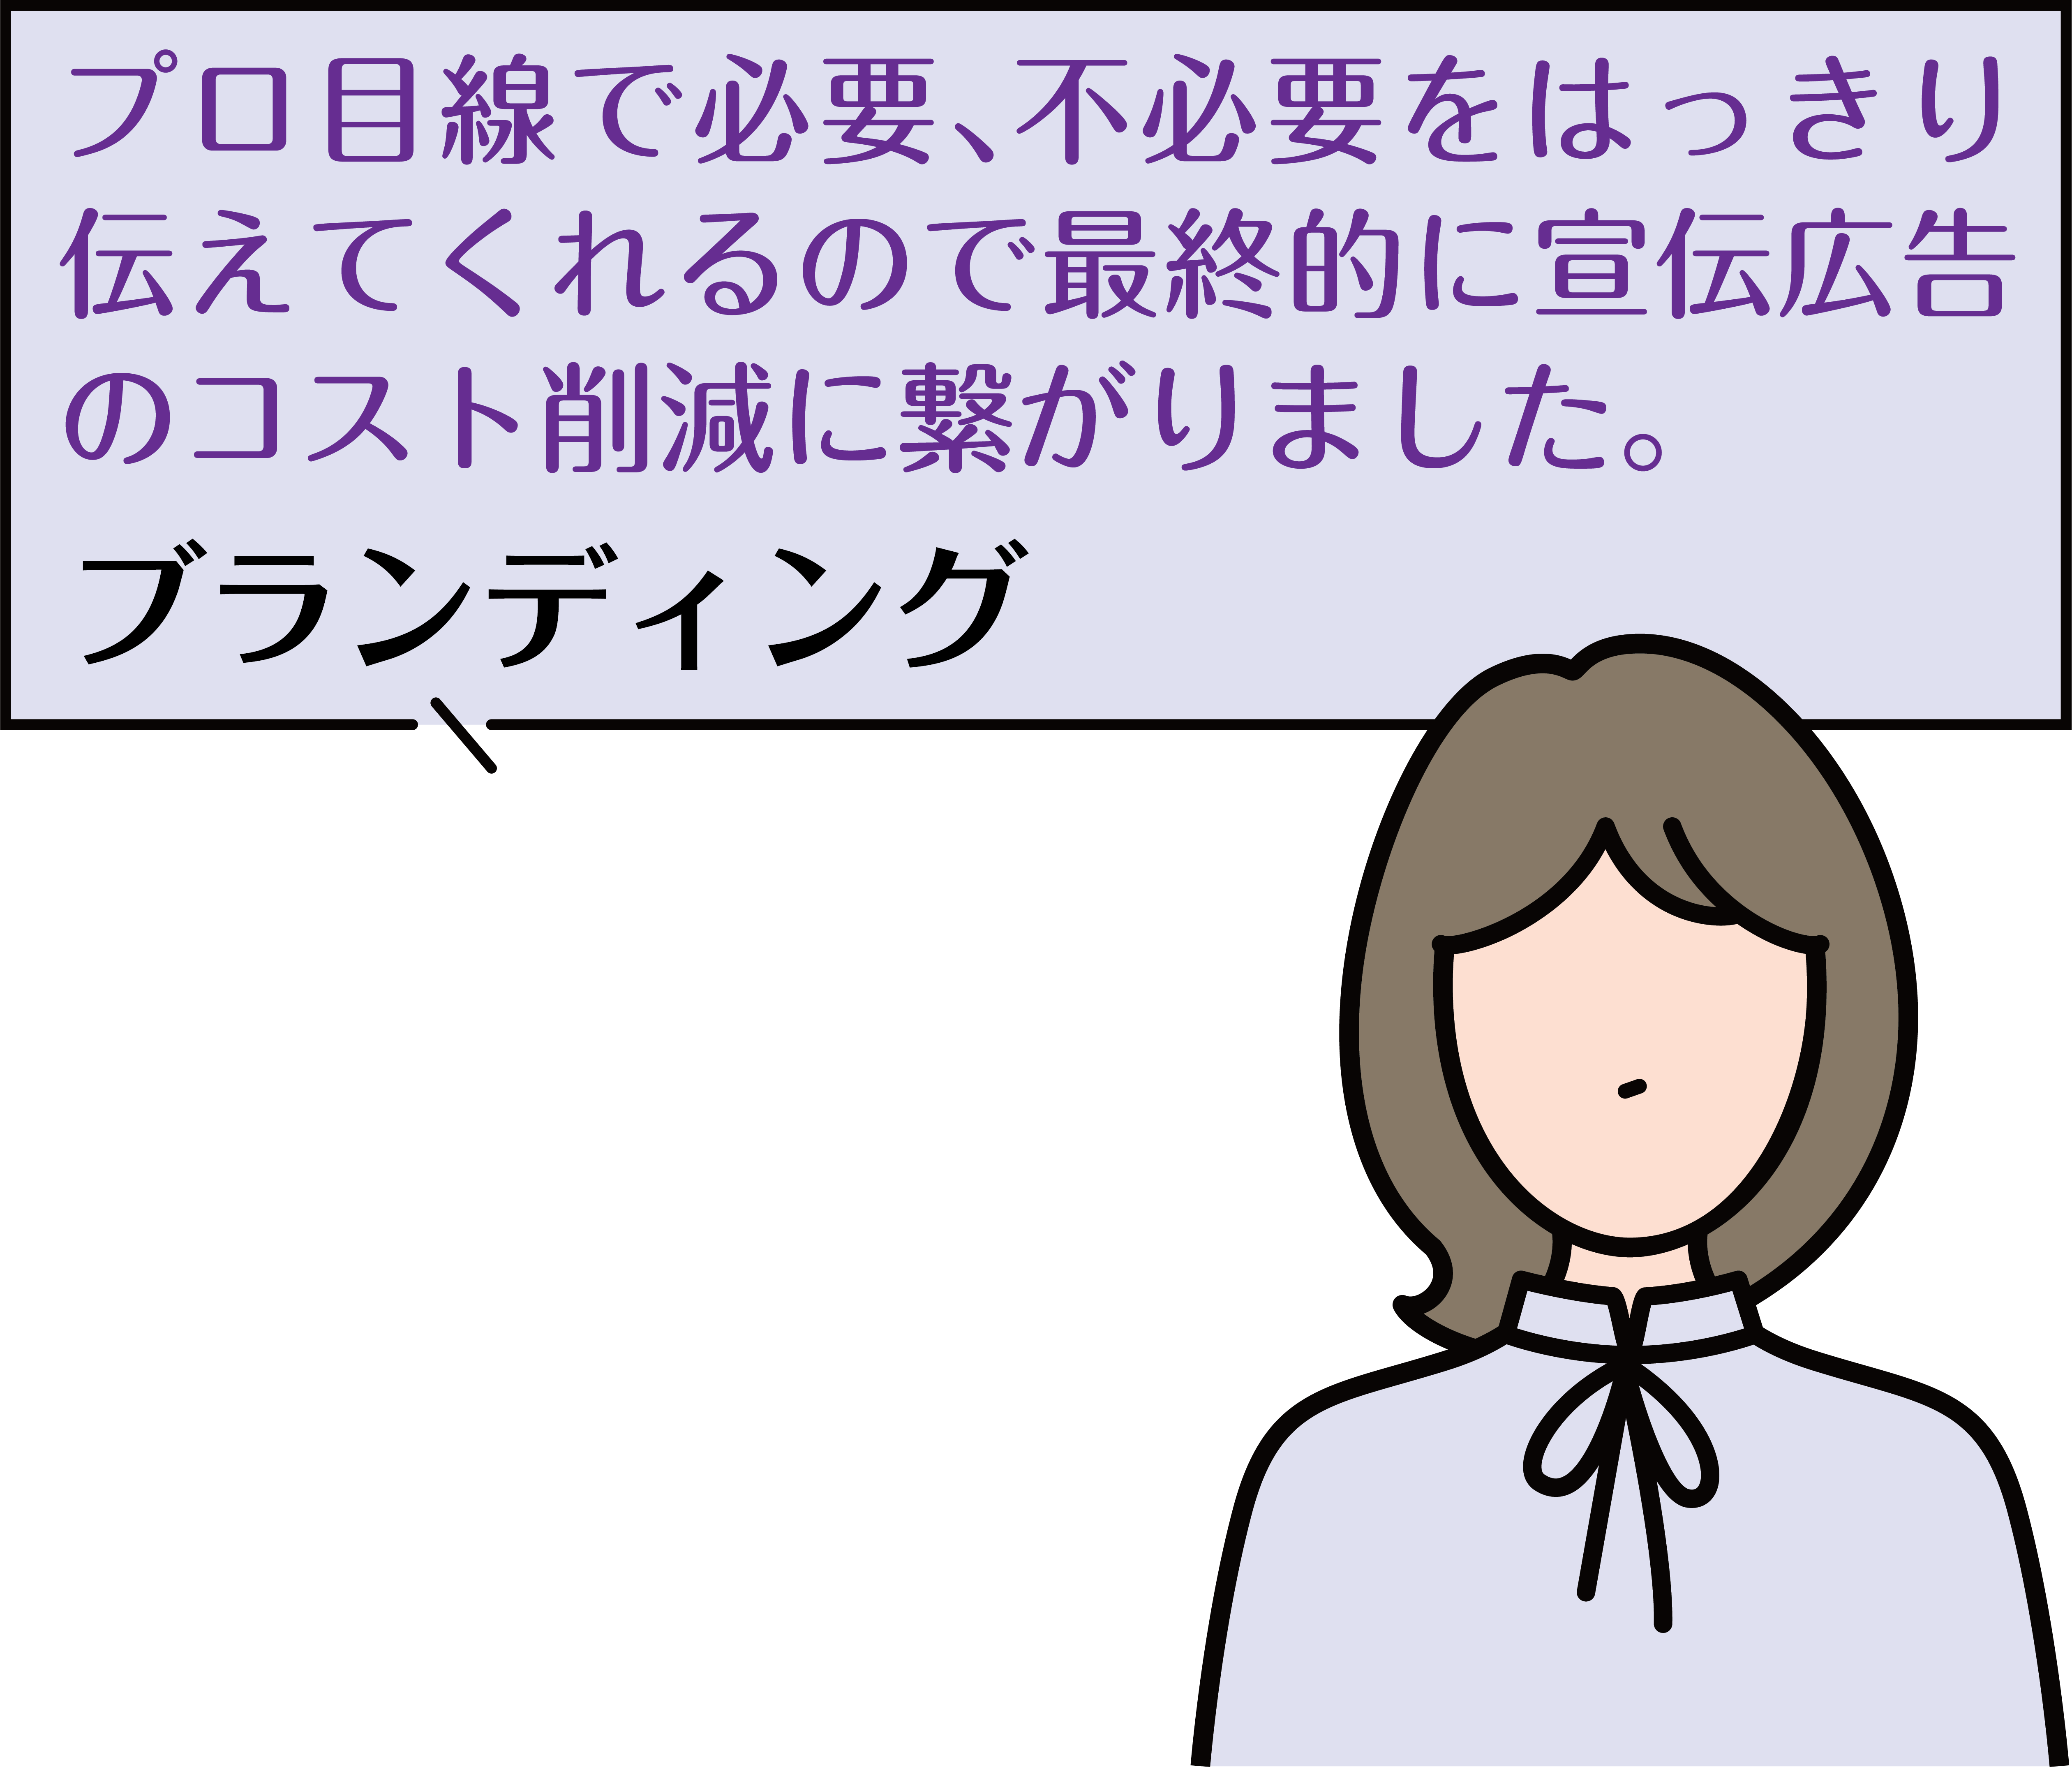 プロ目線で必要、不必要をはっきり
伝えてくれるので最終的に宣伝広告
のコスト削減に繋がりました。
ブランディング